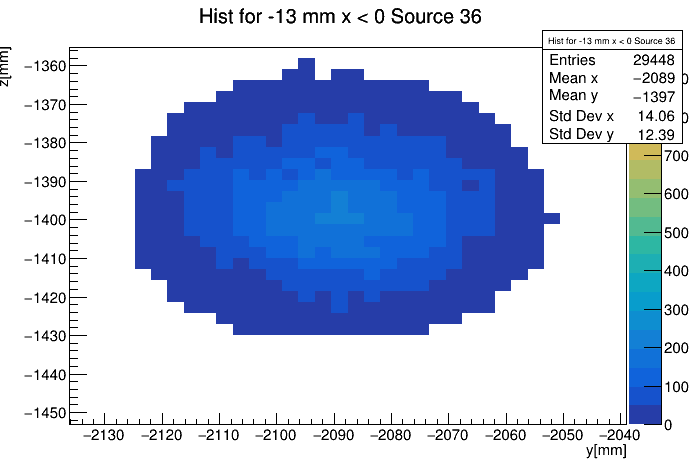 Hist for -13 mm x < 0 Source 36
z[mm]
Hist for -13 mm x < 0 Source 36
Entries 29448
Mean x −2089
Mean y −1397
Std Dev x 14.06
Std Dev y 12.39
−1360
−1370
−1380
−1390
−1400
−1410
−1420
−1430
−1440
−1450
700
600
500
400
300
200
100
0
−2130 −2120 −2110 −2100 −2090 −2080 −2070 −2060 −2050 −2040
y[mm]